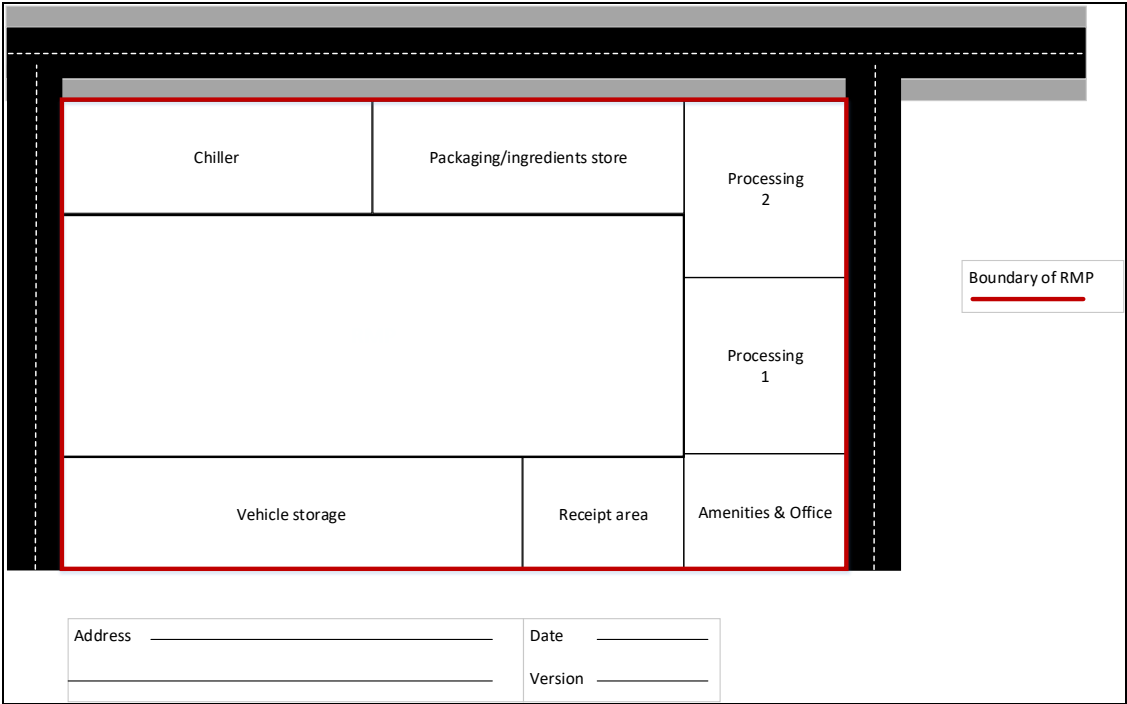 Chiller
Packaging/ingredients store
Processing
2
Boundary of RMP
Processing
1
Vehicle storage
Receipt area
Amenities & Office
Address
Date
Version